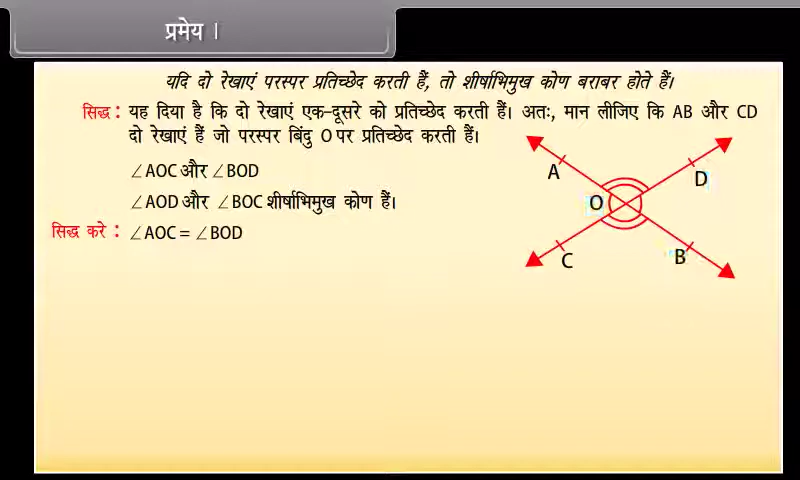 प्रमेय I
यदि दो रेखाएं परस्पर प्रतिच्छेद करती हैं, तो शीर्षाभिमुख कोण बराबर होते हैं।
सिद्ध : यह दिया है कि दो रेखाएं एक-दूसरे को प्रतिच्छेद करती हैं। अतः, मान लीजिए कि AB और CD
दो रेखाएं हैं जो परस्पर बिंदु O पर प्रतिच्छेद करती हैं।
∠AOC और ∠BOD
∠AOD और ∠BOC शीर्षाभिमुख कोण हैं।
सिद्ध करे : ∠AOC = ∠BOD
A
D
O
C
B